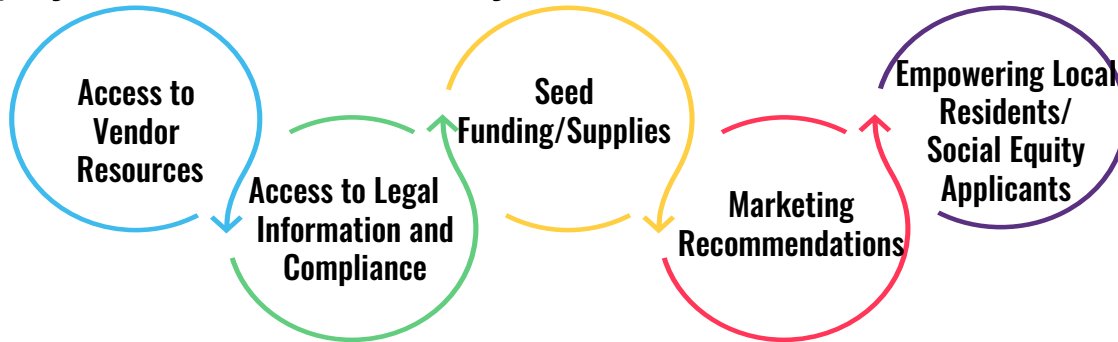 Access to
Vendor
Resources
Access to Legal
Information and
Compliance
Seed
Funding/Supplies
Marketing
Recommendations
Empowering Local
Residents/
Social Equity
Applicants